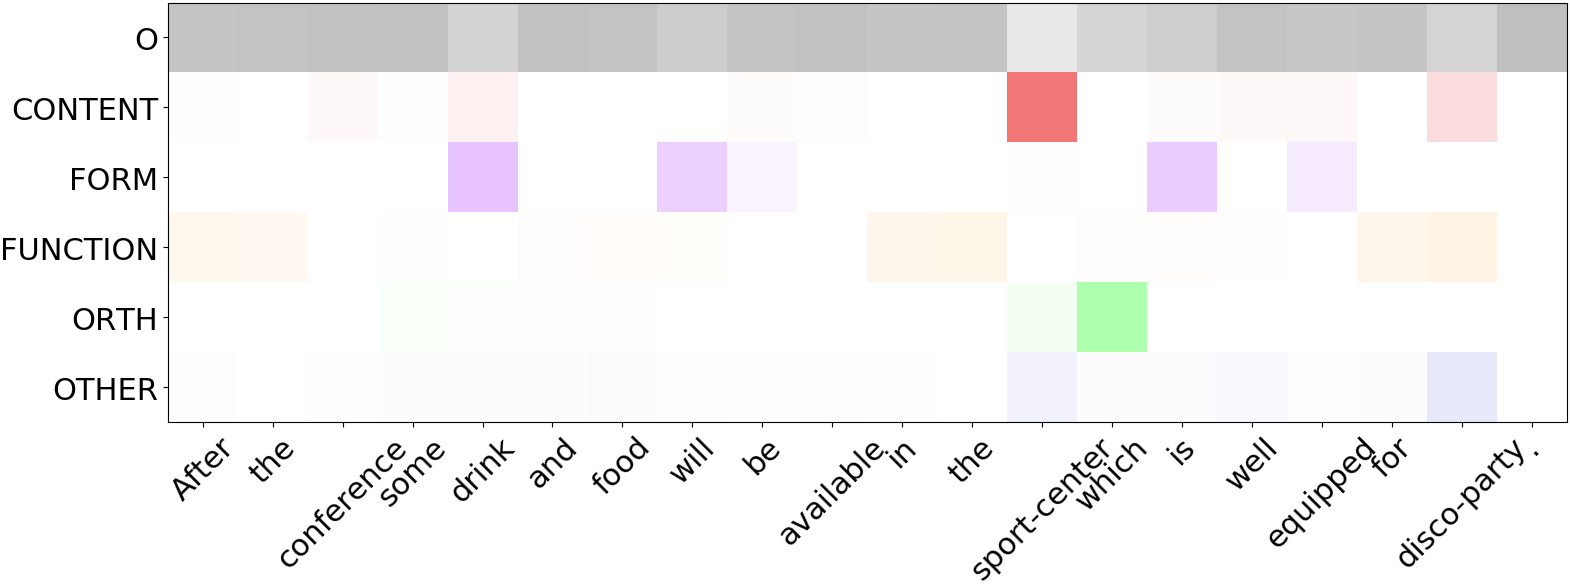 O
CONTENT
FORM
FUNCTION
ORTH
OTHER
After the conference some drink and food will be available in the sport-center which is well equipped for disco-party .